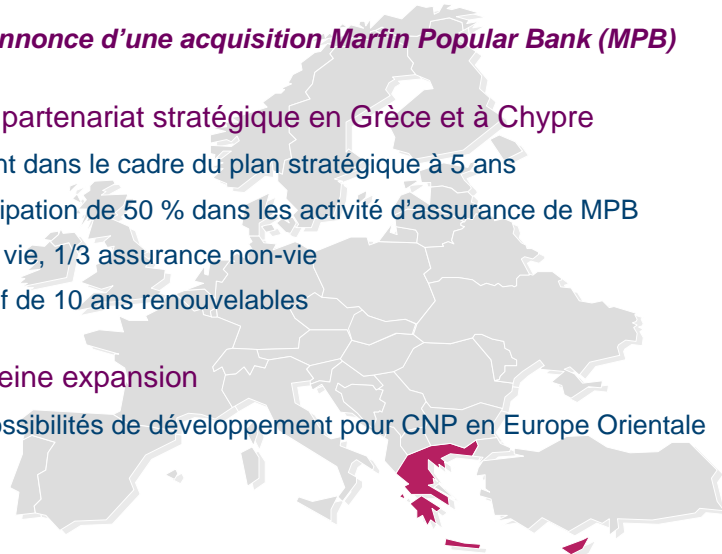 nnonce d'une acquisition Marfin Popular Bank (MPB)
partenariat stratégique en Grèce et à Chypre
nt dans le cadre du plan stratégique à 5 ans
ipation de 50 % dans les activité d'assurance de MPB
vie, 1/3 assurance non-vie
f de 10 ans renouvelables
eine expansion
ossibilités de développement pour CNP en Europe Orientale